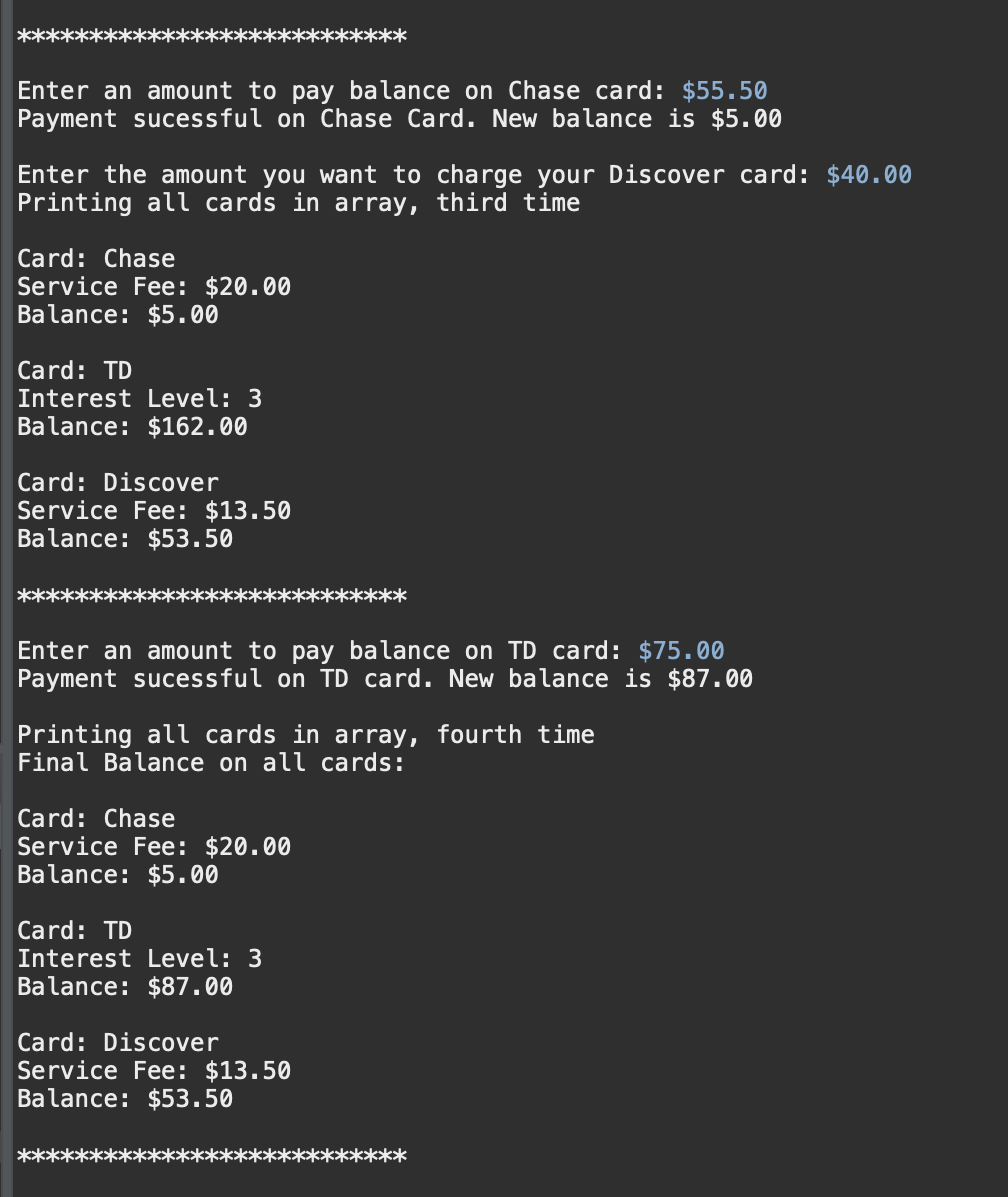 ***************************
Enter an amount to pay balance on Chase card: $55.50
Payment sucessful on Chase Card. New balance is $5.00
Enter the amount you want to charge your Discover card: $40.00
Printing all cards in array, third time
Card: Chase
Service Fee: $20.00
Balance: $5.00
Card: TD
Interest Level: 3
Balance: $162.00
Card: Discover
Service Fee: $13.50
Balance: $53.50
***************************
Enter an amount to pay balance on TD card: $75.00
Payment sucessful on TD card. New balance is $87.00
Printing all cards in array, fourth time
Final Balance on all cards:
Card: Chase
Service Fee: $20.00
Balance: $5.00
Card: TD
Interest Level: 3
Balance: $87.00
Card: Discover
Service Fee: $13.50
Balance: $53.50
***************************